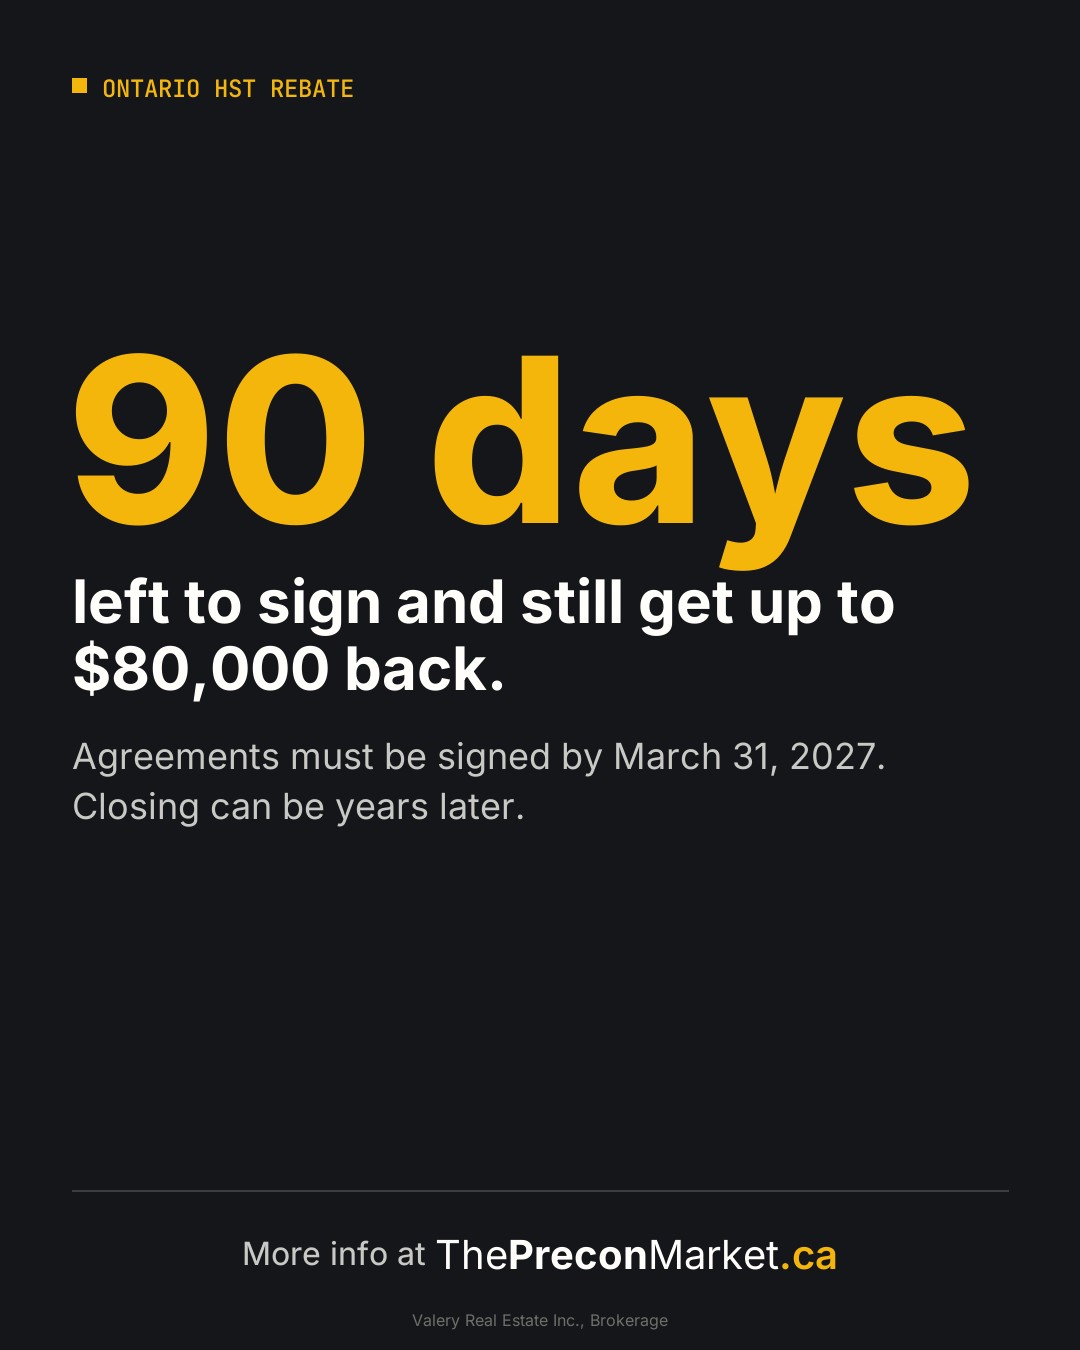 ONTARIO HST REBATE
90 days
left to sign and still get up to
$80,000 back.
Agreements must be signed by March 31, 2027.
Closing can be years later.
More info at ThePreconMarket.ca
Valery Real Estate Inc., Brokerage